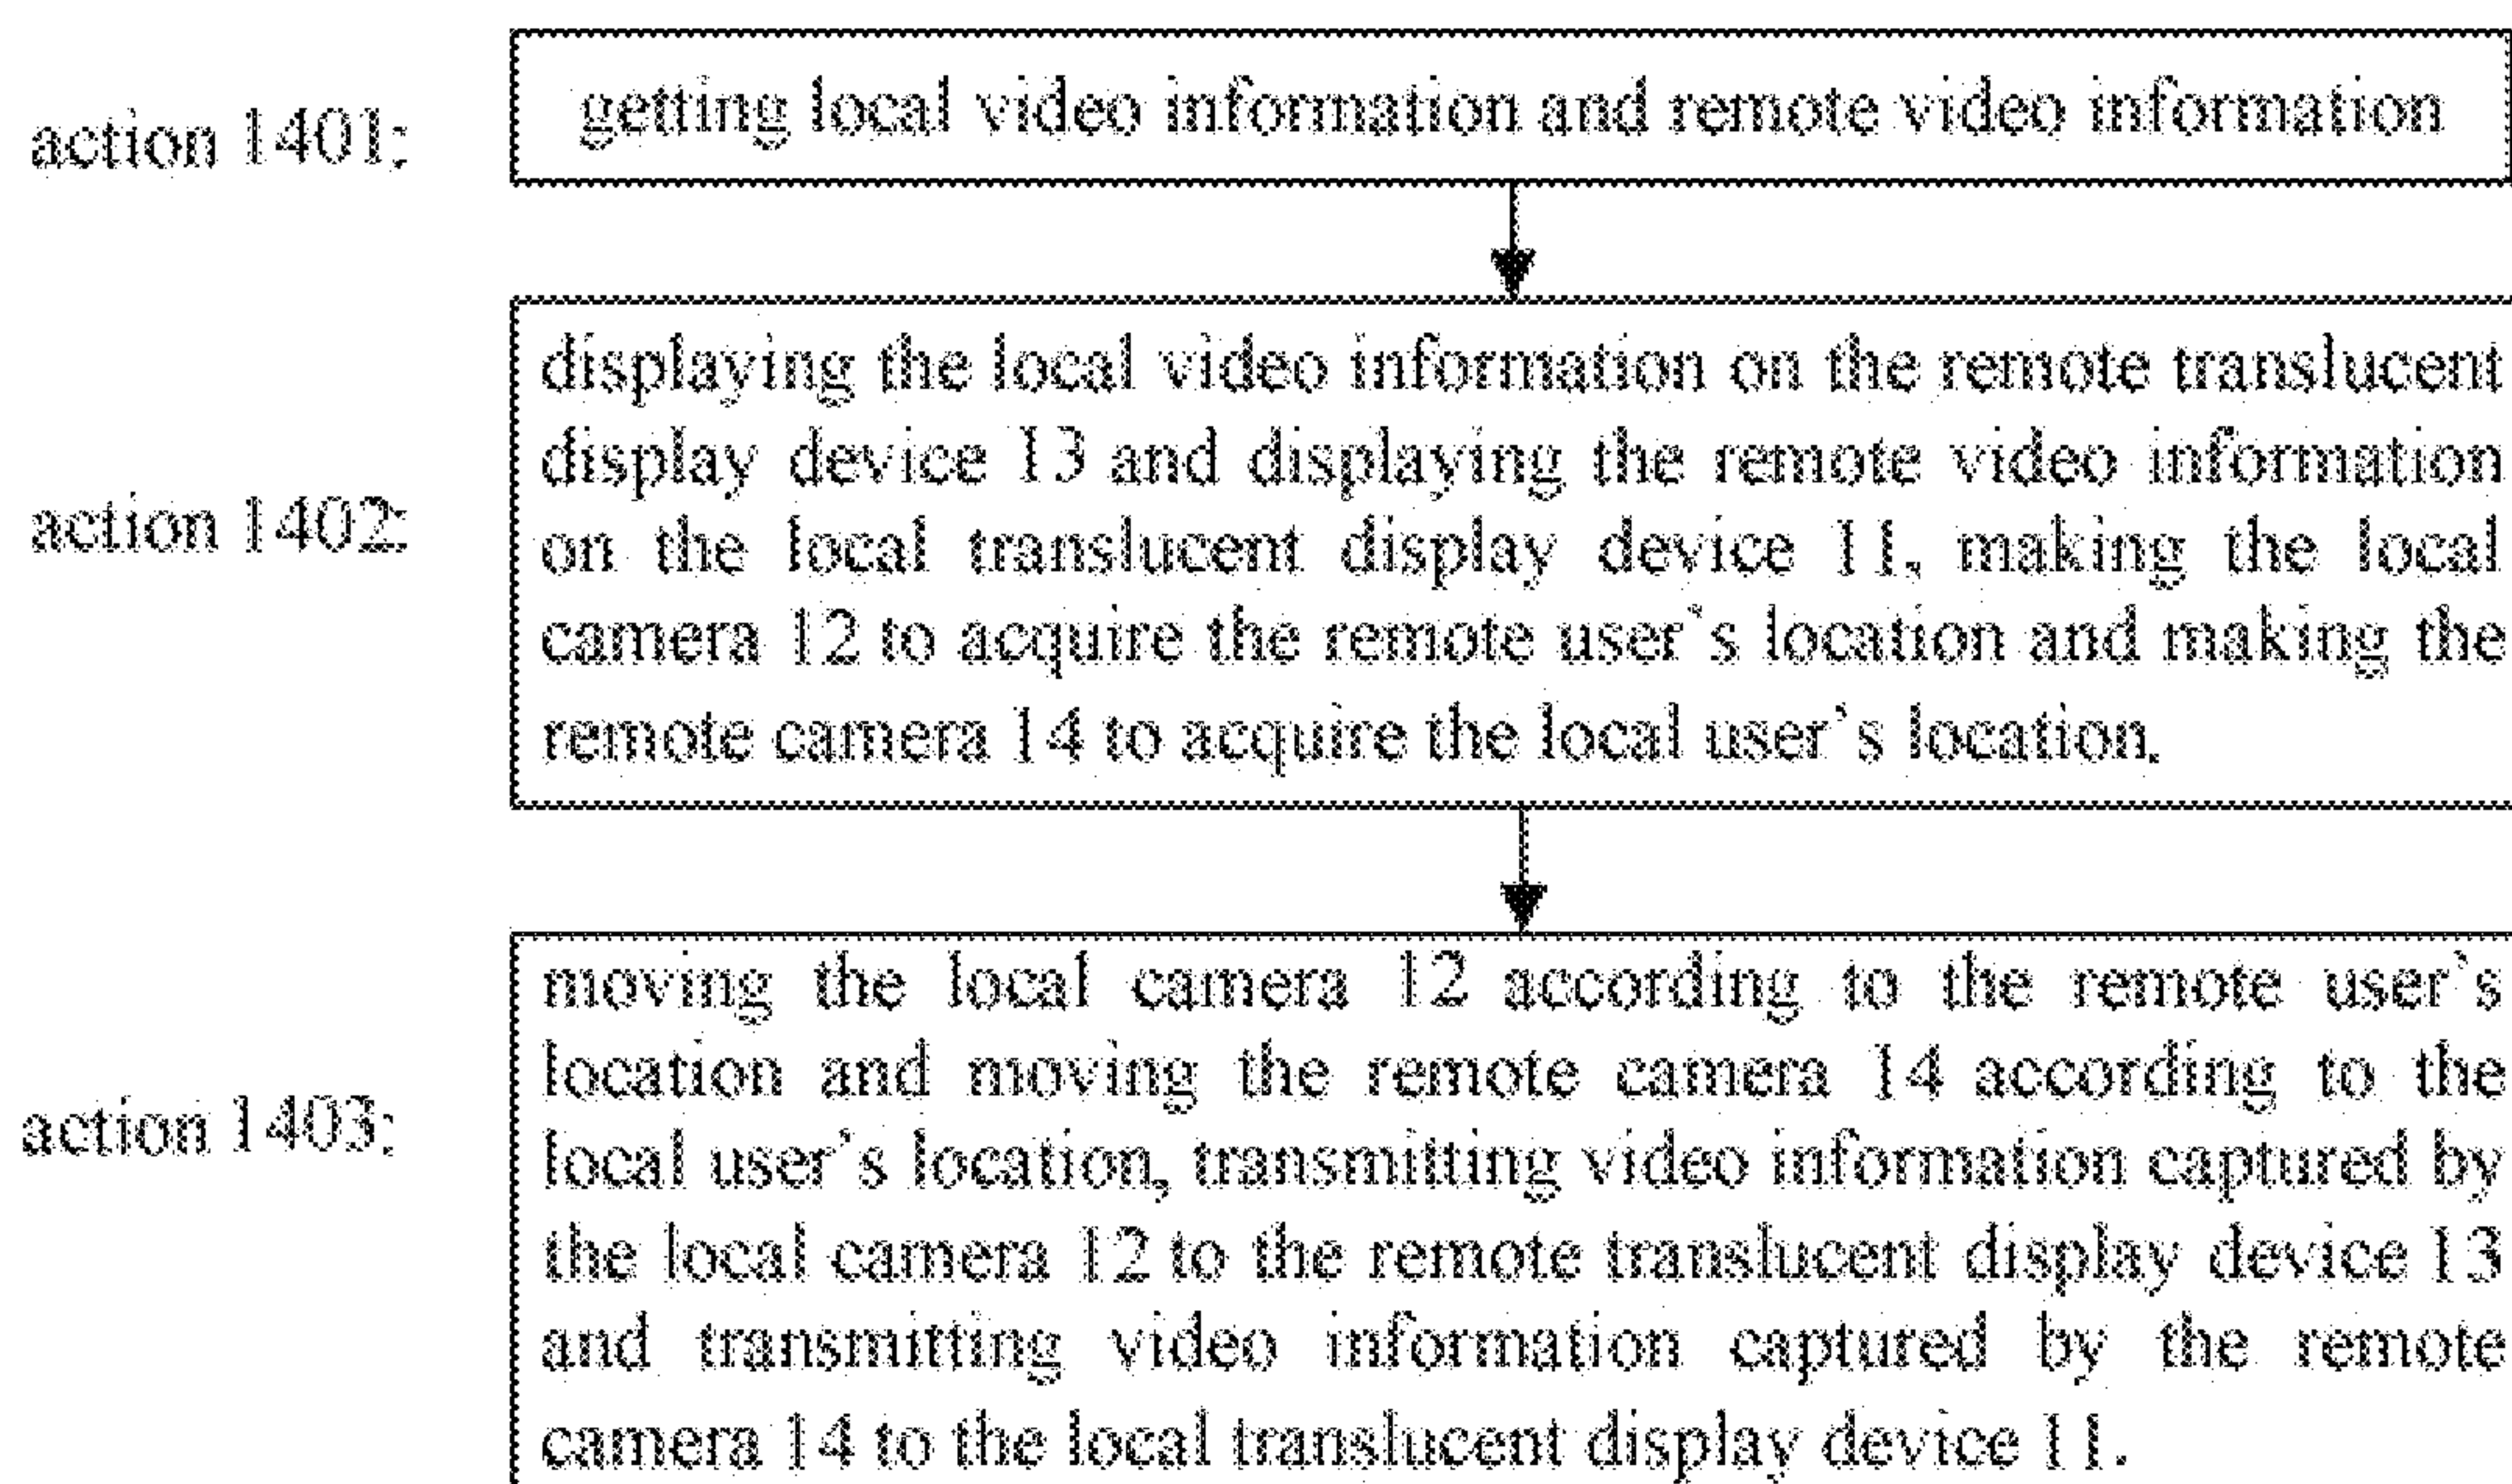 action 1401:
getting local video information and remote video information
action 1402:
displaying the local video information on the remote translucent
display device 13 and displaying the remote video information
on the local translucent display device 11, making the local
camera 12 to acquire the remote user's location and making the
remote camera 14 to acquire the local user's location.
action 1403:
moving the local camera 12 according to the remote user's
location and moving the remote camera 14 according to the
local user's location, transmitting video information captured by
the local camera 12 to the remote translucent display device 13
and transmitting video information captured by the remote
camera 14 to the local translucent display device 11.